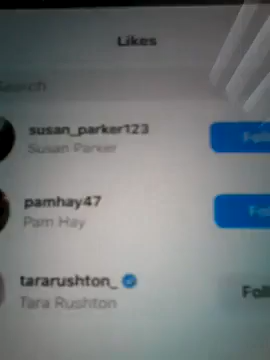 Likes
Search
susan_parker123
Susan Parker
pamhay47
Pam Hay
tararushton_
Tara Rushton